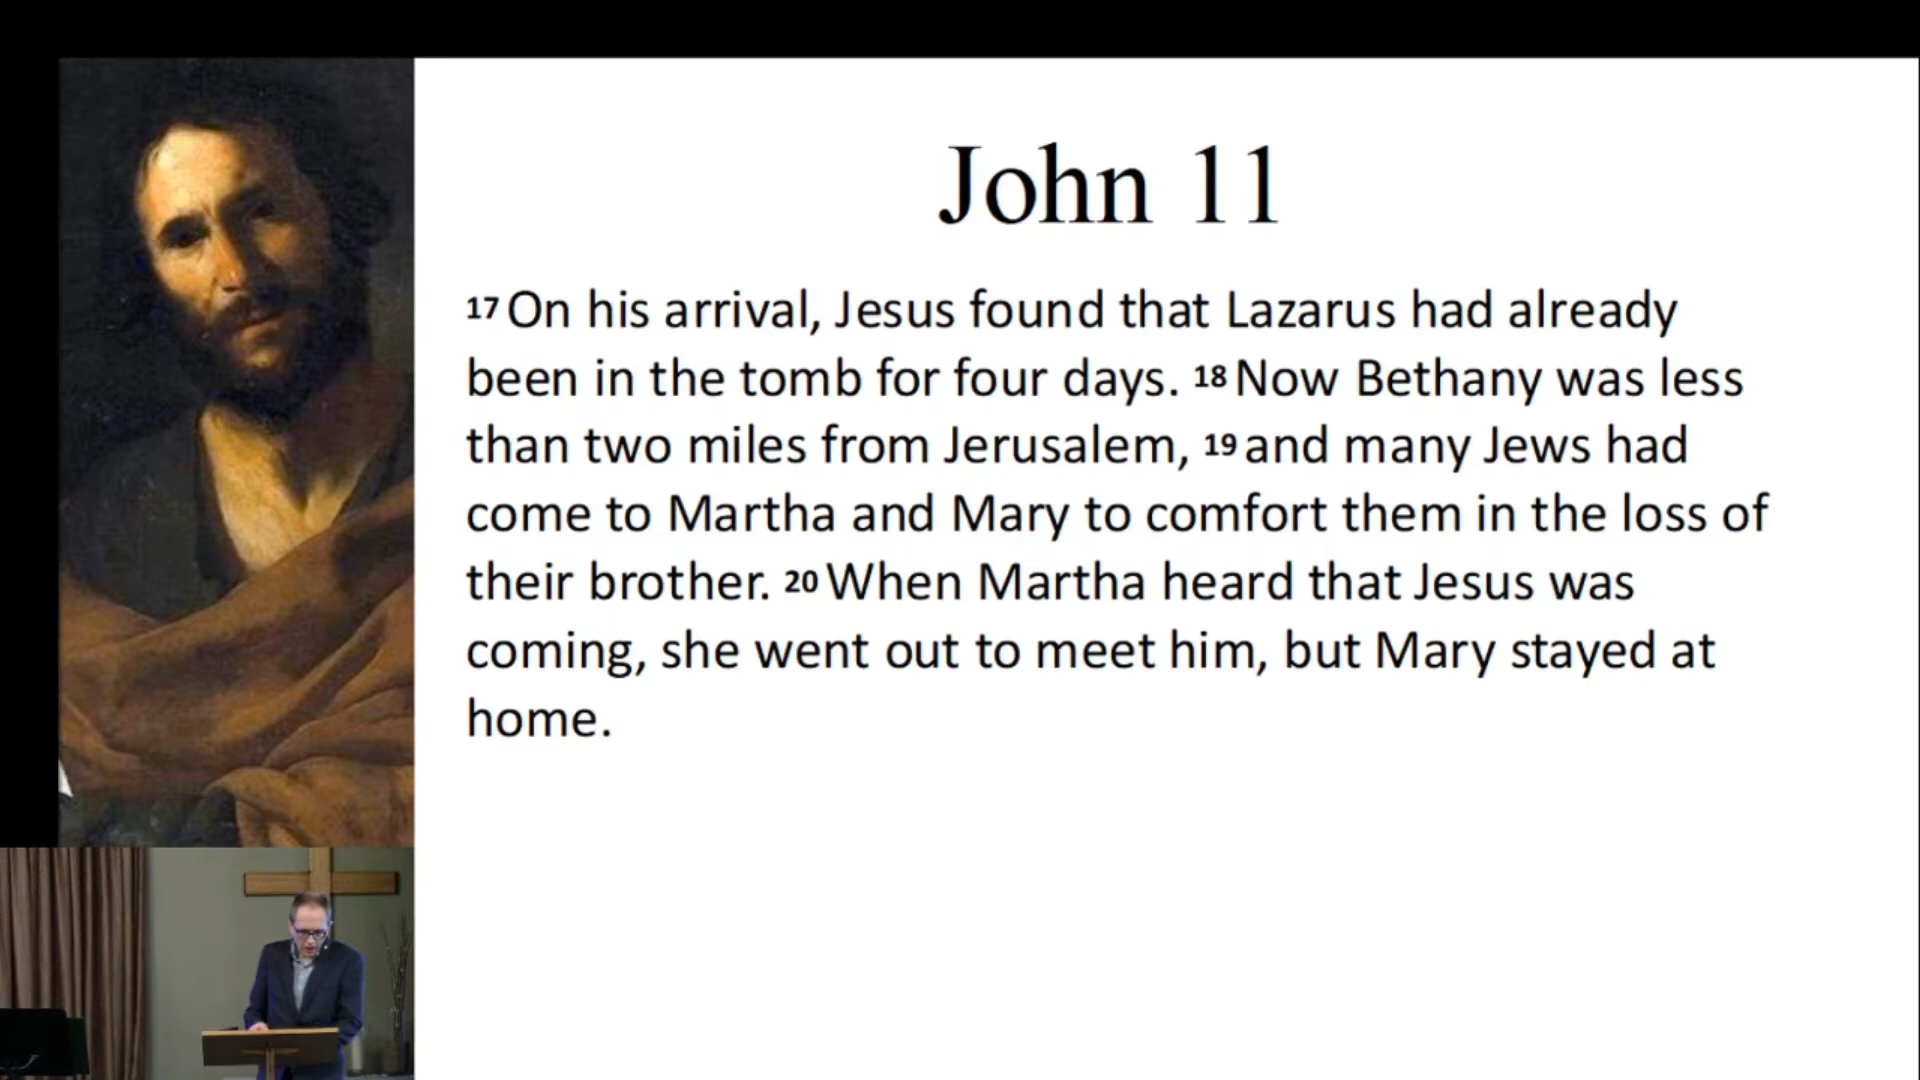 John 11
17 On his arrival, Jesus found that Lazarus had already
been in the tomb for four days. 18 Now Bethany was less
than two miles from Jerusalem, 19 and many Jews had
come to Martha and Mary to comfort them in the loss of
their brother. 20 When Martha heard that Jesus was
coming, she went out to meet him, but Mary stayed at
home.